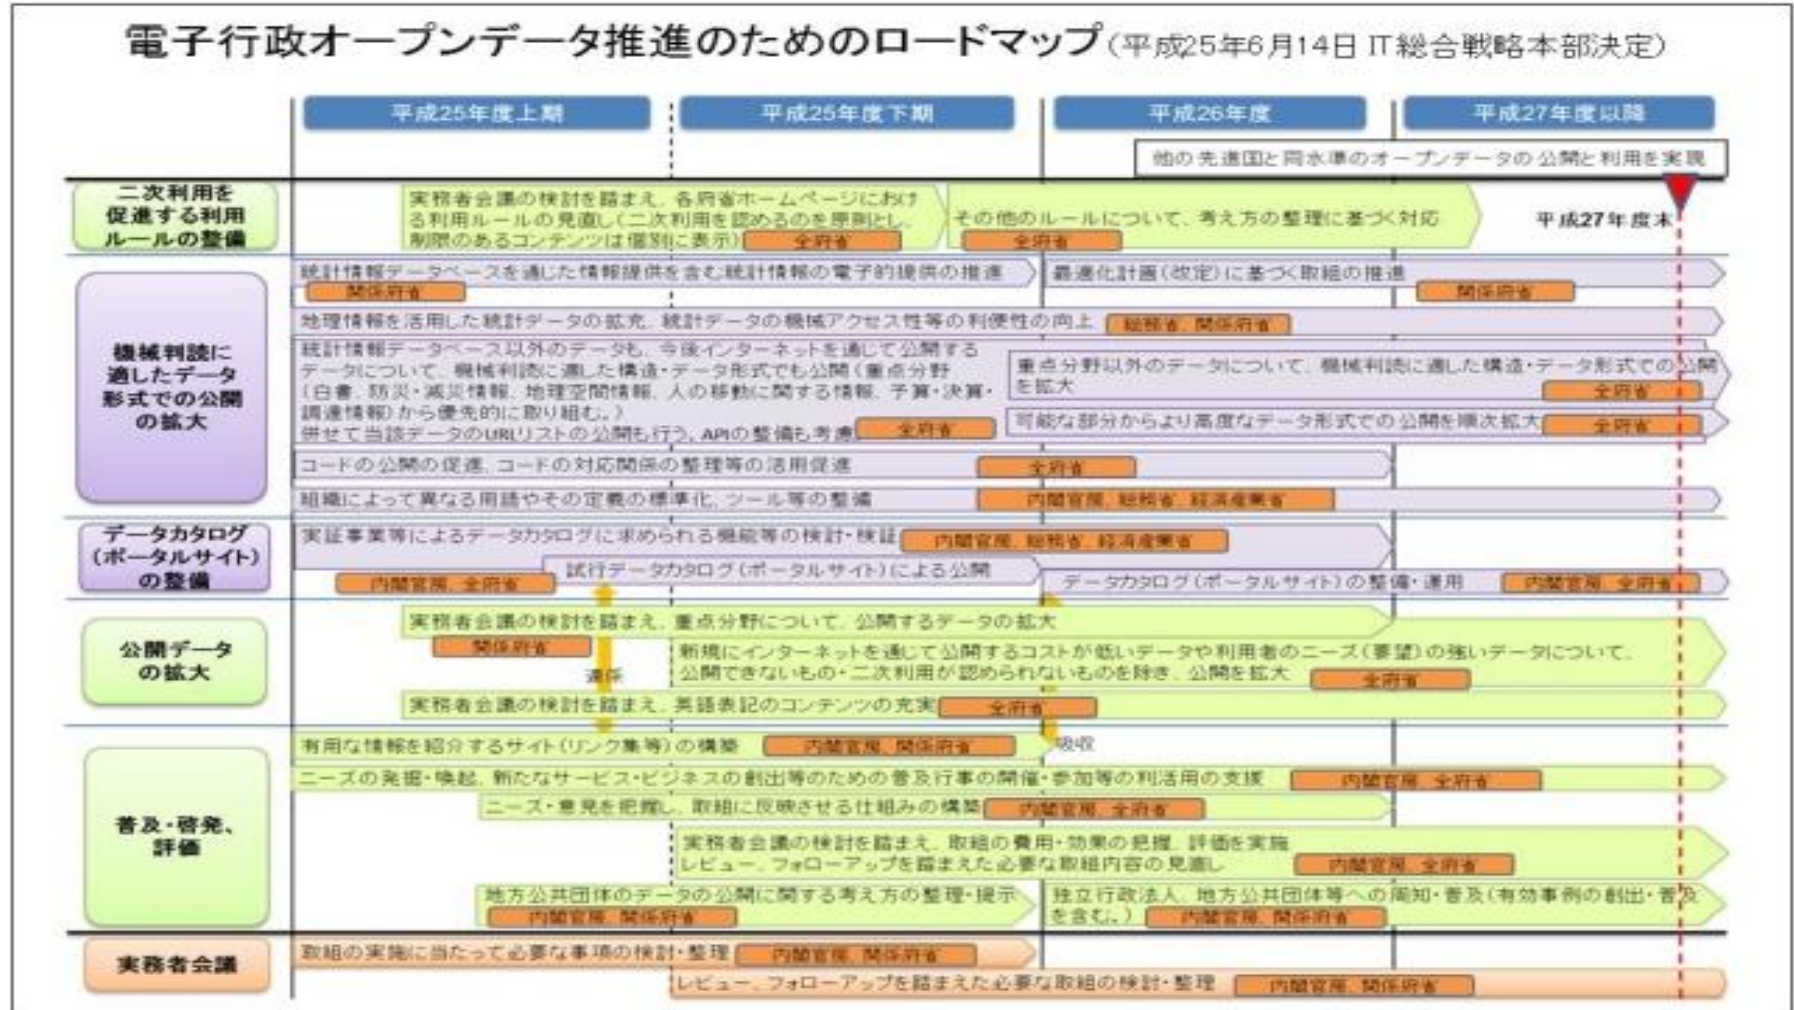 電子行政オープンデータ推進のためのロードマップ(平成25年6月14日 IT総合戦略本部決定)
平成25年度上期
平成25年度下期
平成26年度
平成27年度以降
他の先進国と同水準のオープンデータの公開と利用を実現
平成27年度末
二次利用を
促進する利用
ルールの整備
実務者会議の検討を踏まえ、各府省ホームページにおけ
る利用ルールの見直し(二次利用を認めるのを原則とし、
制限のあるコンテンツは個別に表示)
全府省
その他のルールについて、考え方の整理に基づく対応
全府省
機械判読に
適したデータ
形式での公開
の拡大
統計情報データベースを通じた情報提供を含む統計情報の電子的提供の推進
関係府省
最適化計画(改定)に基づく取組の推進
関係府省
地理情報を活用した統計データの拡充、統計データの機械アクセス性等の利便性の向上
総務省、関係府省
統計情報データベース以外のデータも、今後インターネットを通じて公開する
データについて、機械判読に適した構造・データ形式でも公開(重点分野
(白書、防災・減災情報、地理空間情報、人の移動に関する情報、予算・決算・
調達情報)から優先的に取り組む。)
併せて当該データのURLリストの公開も行う。APIの整備も考慮
全府省
重点分野以外のデータについて、機械判読に適した構造・データ形式での公開
を拡大
全府省
可能な部分からより高度なデータ形式での公開を順次拡大
全府省
コードの公開の促進、コードの対応関係の整理等の活用促進
全府省
組織によって異なる用語やその定義の標準化、ツール等の整備
内閣官房、総務省、経済産業省
データカタログ
(ポータルサイト)
の整備
実証事業等によるデータカタログに求められる機能等の検討・検証
内閣官房、総務省、経済産業省
試行データカタログ(ポータルサイト)による公開
内閣官房、全府省
データカタログ(ポータルサイト)の整備・運用
内閣官房、全府省
公開データ
の拡大
実務者会議の検討を踏まえ、重点分野について、公開するデータの拡大
関係府省
新規にインターネットを通じて公開するコストが低いデータや利用者のニーズ(要望)の強いデータについて、
公開できないもの・二次利用が認められないものを除き、公開を拡大
全府省
連係
実務者会議の検討を踏まえ、英語表記のコンテンツの充実
全府省
普及・啓発、
評価
有用な情報を紹介するサイト(リンク集等)の構築
内閣官房、関係府省
吸収
ニーズの発掘・喚起、新たなサービス・ビジネスの創出等のための普及行事の開催・参加等の利活用の支援
内閣官房、全府省
ニーズ・意見を把握し、取組に反映させる仕組みの構築
内閣官房、全府省
実務者会議の検討を踏まえ、取組の費用・効果の把握、評価を実施
レビュー、フォローアップを踏まえた必要な取組内容の見直し
内閣官房、全府省
地方公共団体のデータの公開に関する考え方の整理・提示
内閣官房、関係府省
独立行政法人、地方公共団体等への周知・普及(有効事例の創出・普及
を含む。)
内閣官房、関係府省
実務者会議
取組の実施に当たって必要な事項の検討・整理
内閣官房、関係府省
レビュー、フォローアップを踏まえた必要な取組の検討・整理
内閣官房、関係府省